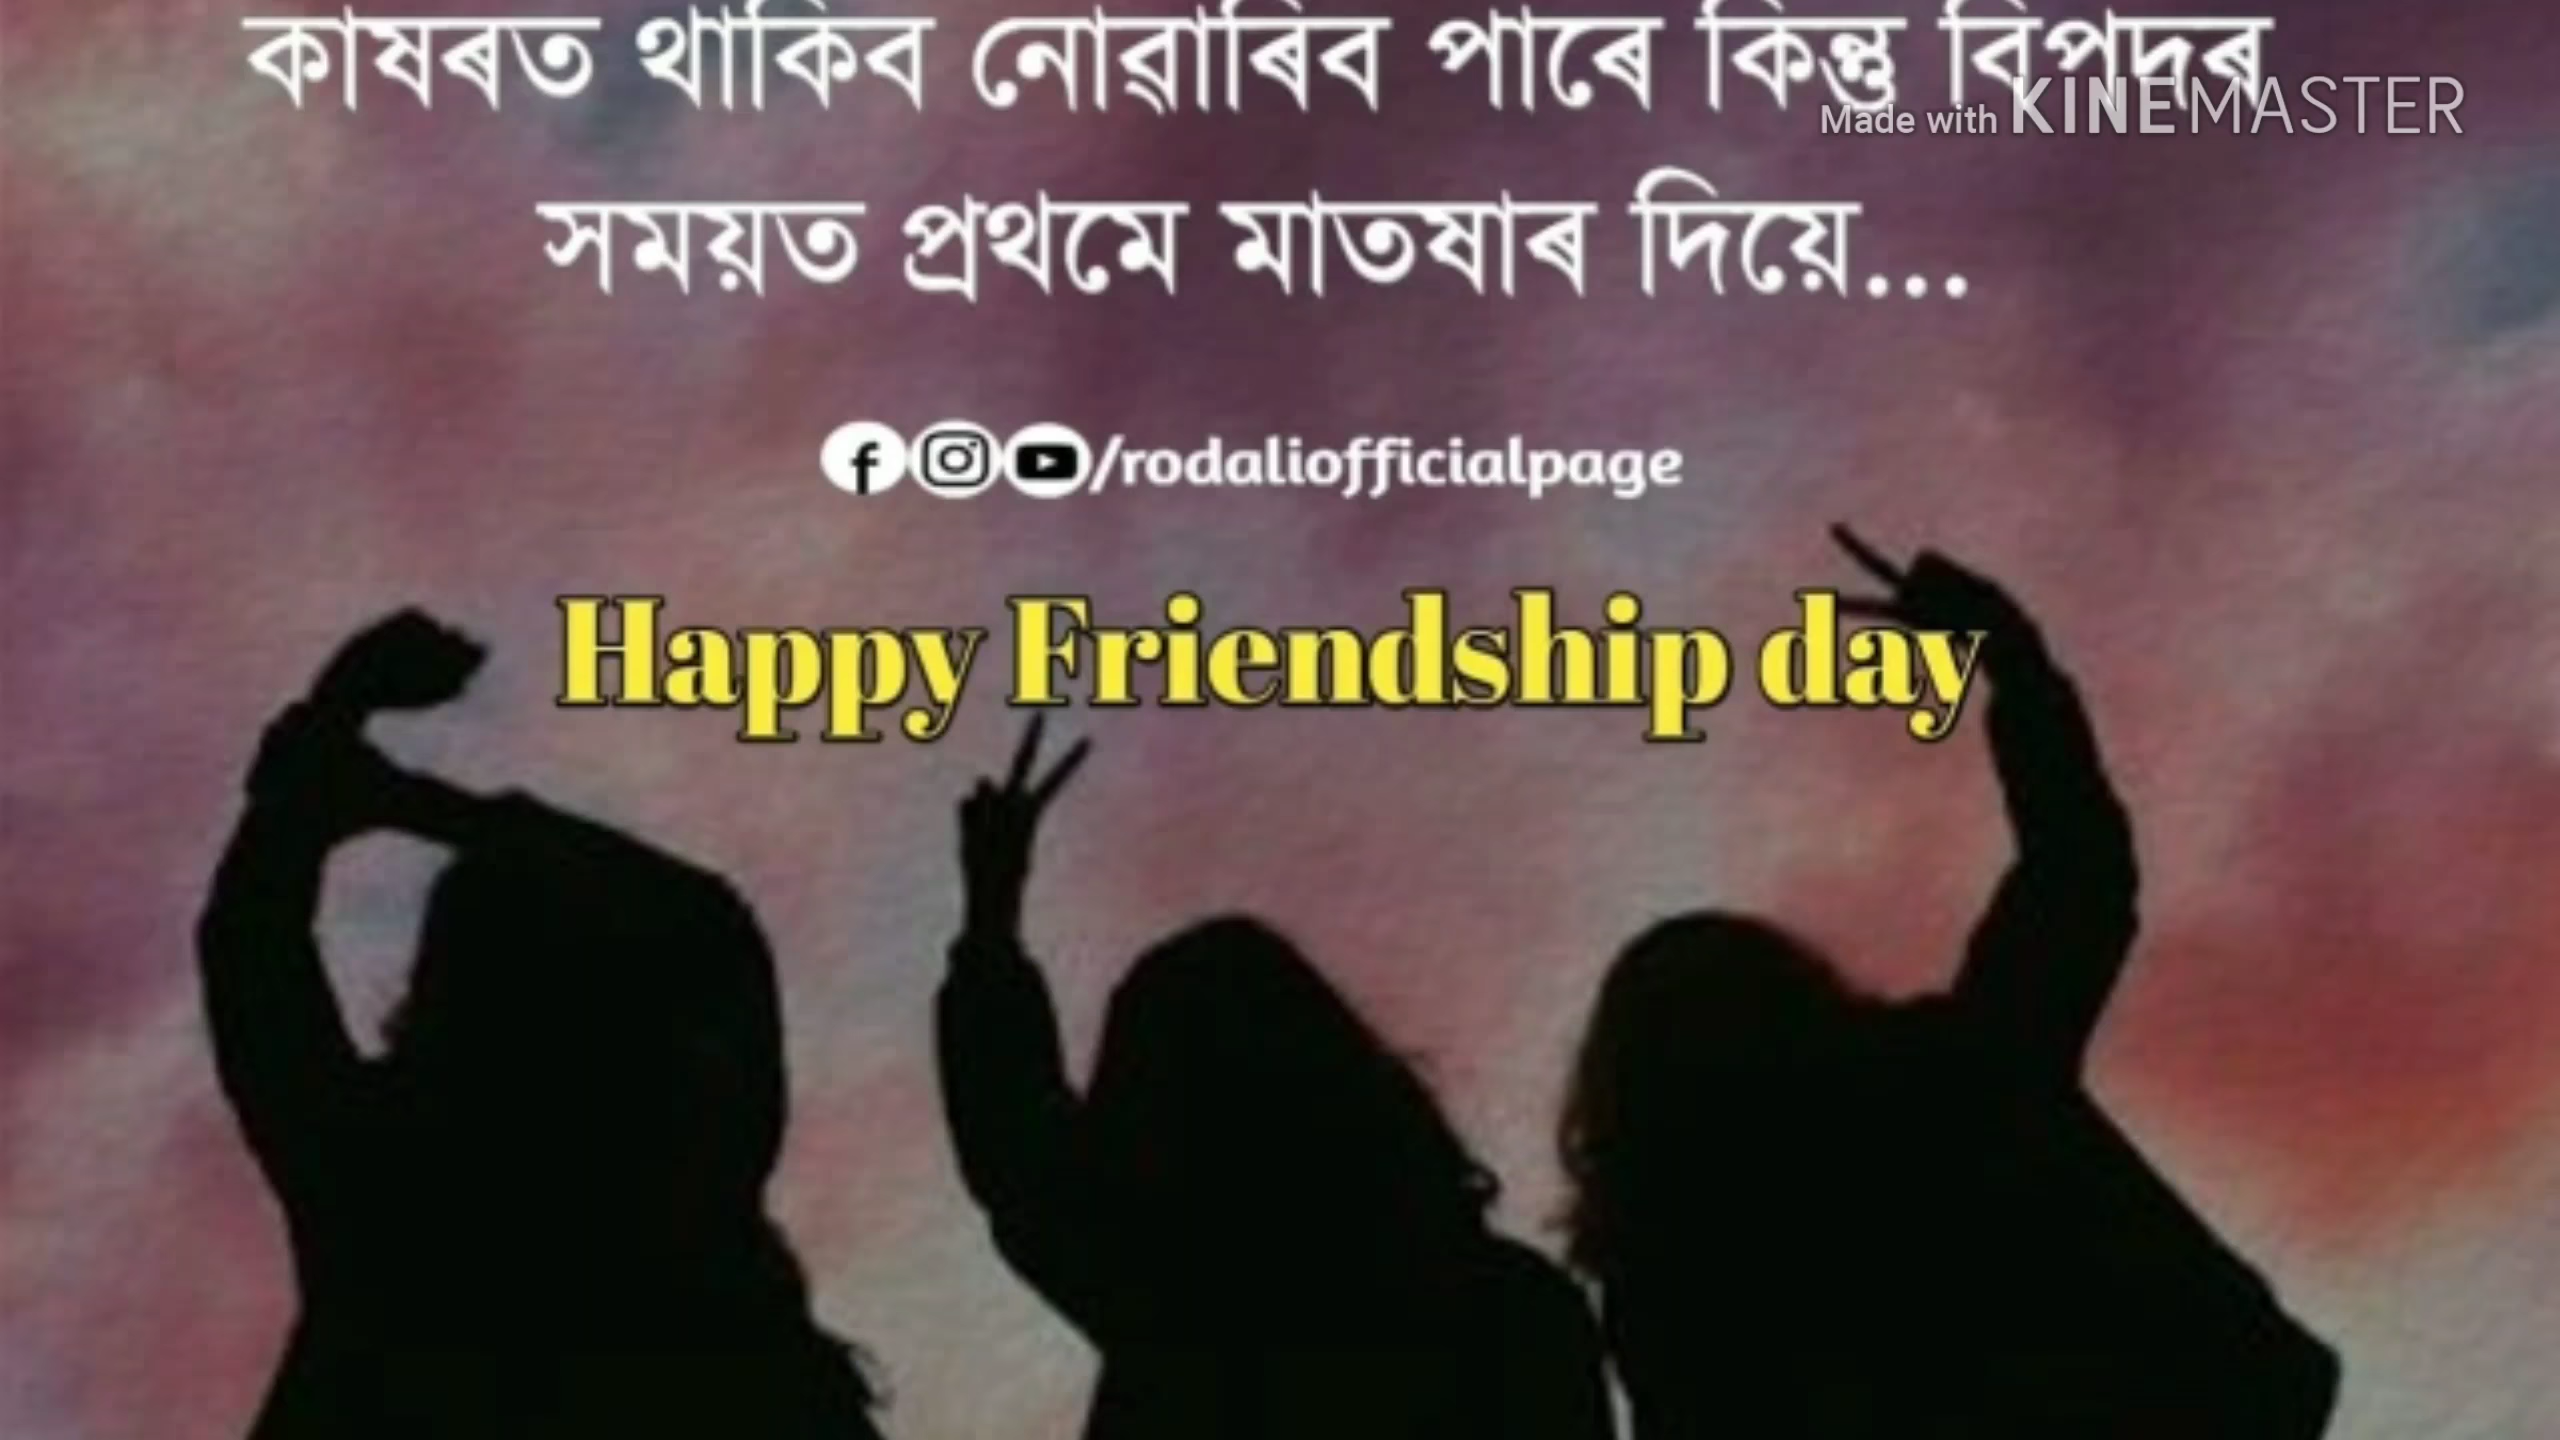 কাষৰত থাকিব নোৱাৰিব পাৰে কিন্তু বিপদৰ
Made with KINEMASTER
সময়ত প্ৰথমে মাতষাৰ দিয়ে...
/rodaliofficialpage
Happy Friendship day